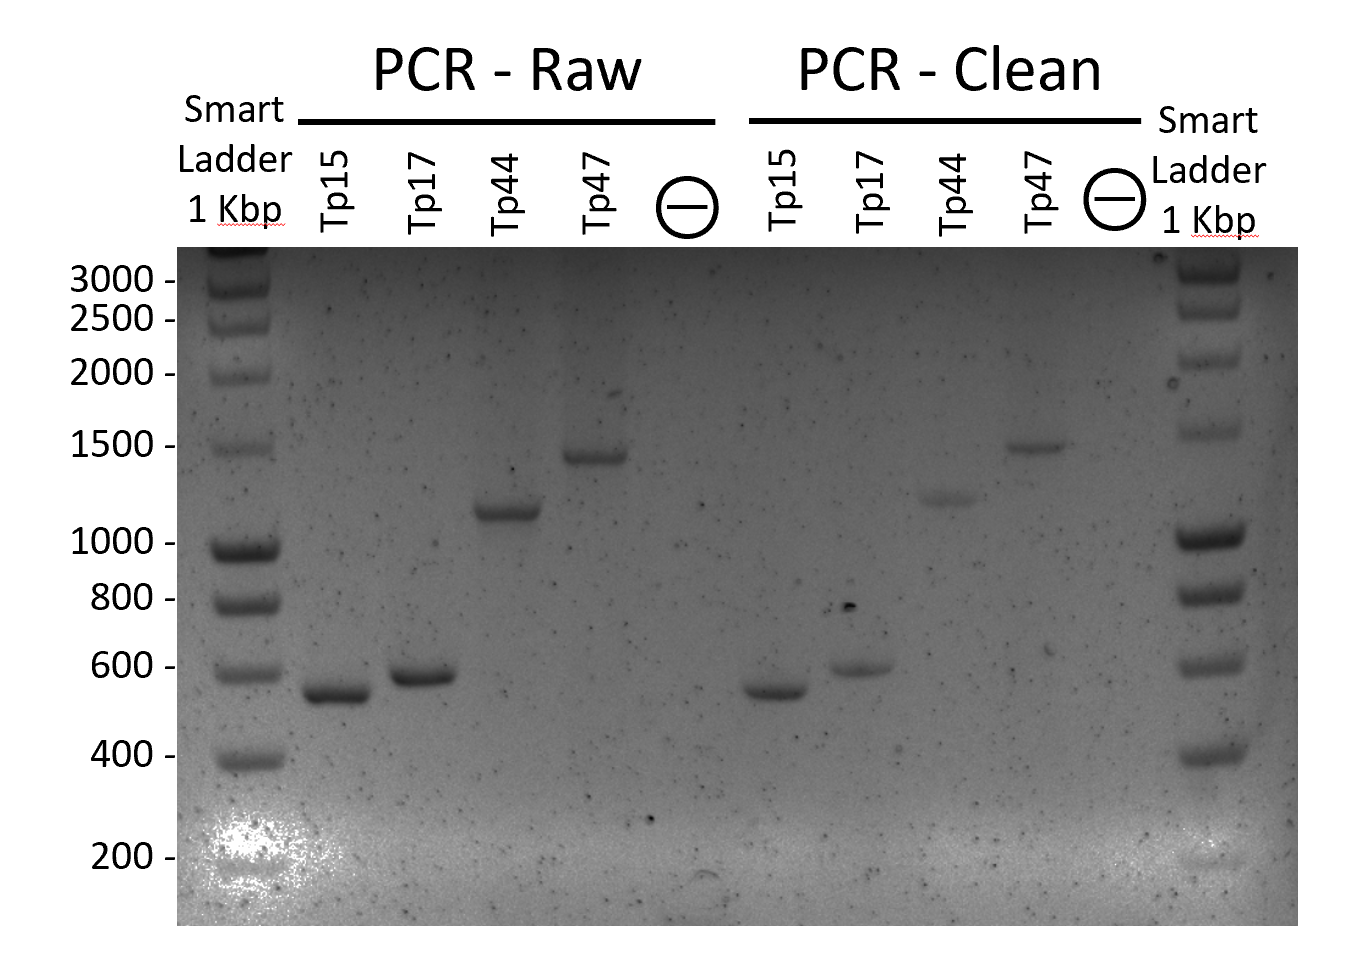 PCR - Raw
PCR - Clean
Smart
Ladder
1 Kbp
Tp15
Tp17
Tp44
Tp47
Tp15
Tp17
Tp44
Tp47
Smart
Ladder
1 Kbp
3000 -
2500 -
2000 -
1500 -
1000 -
800 -
600 -
400 -
200 -